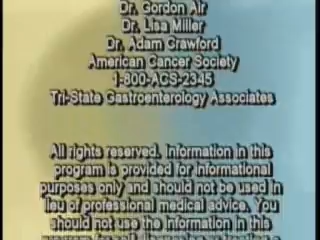 Dr. Gordon Air
Dr. Lisa Miller
Dr. Adam Crawford
American Cancer Society
1-800-ACS-2345
Tri-State Gastroenterology Associates
All rights reserved. Information in this
program is provided for informational
purposes only and should not be used in
lieu of professional medical advice. You
should not use the information in this